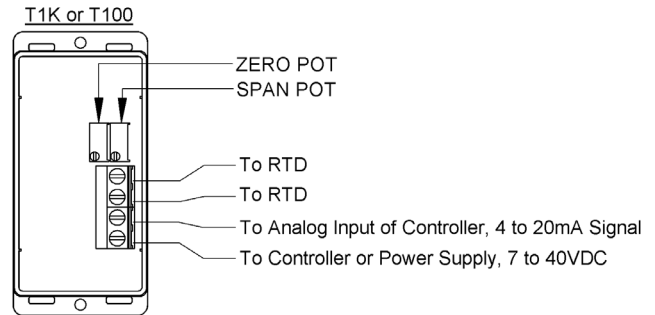 T1K or T100
ZERO POT
SPAN POT
To RTD
To RTD
To Analog Input of Controller, 4 to 20mA Signal
To Controller or Power Supply, 7 to 40VDC